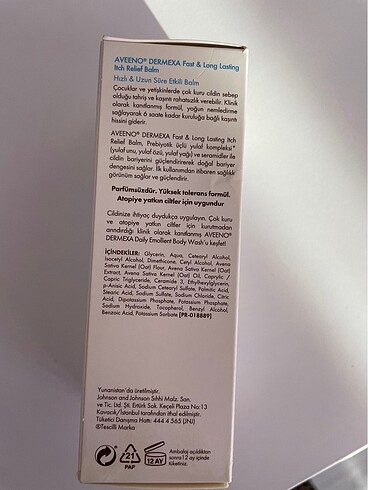 AVEENO® DERMEXA Fast & Long Lasting
Itch Relief Balm
Hızlı & Uzun Süre Etkili Balm
Çocuklar ve yetişkinlerde çok kuru cildin sebep
olduğu tahriş ve kaşıntı rahatsızlık verebilir. Klinik
olarak kanıtlanmış formül, yoğun nemlendirme
sağlayarak 6 saate kadar kuruluğa bağlı kaşıntı
hissini giderir.
AVEENO® DERMEXA Fast & Long Lasting Itch
Relief Balm, Prebiyotik üçlü yulaf kompleksi*
(yulaf unu, yulaf özü, yulaf yağı) ve seramidler ile
cildin bariyerini güçlendirerek doğal bariyer
dengesini sağlar. İlk kullanımdan itibaren sağlıklı
görünüm sağlar ve güçlendirir.
Parfümsüzdür. Yüksek tolerans formül.
Atopiye yatkın ciltler için uygundur
Cildinize ihtiyaç duydukça uygulayın. Çok kuru
ve atopiye yatkın ciltler için kurutmadan
arındırdığı klinik olarak kanıtlanmış AVEENO®
DERMEXA Daily Emollient Body Wash'u keşfet!
İÇİNDEKİLER: Glycerin, Aqua, Cetearyl Alcohol,
Isocetyl Alcohol, Dimethicone, Cetyl Alcohol, Avena
Sativa Kernel (Oat) Flour, Avena Sativa Kernel (Oat)
Extract, Avena Sativa Kernel (Oat) Oil, Caprylic /
Capric Triglyceride, Ceramide 3, Ethylhexylglycerin,
p-Anisic Acid, Sodium Cetearyl Sulfate, Palmitic Acid,
Stearic Acid, Sodium Sulfate, Sodium Chloride, Citric
Acid, Dipotassium Phosphate, Potassium Phosphate,
Sodium Hydroxide, Tocopherol, Benzyl Alcohol,
Benzoic Acid, Potassium Sorbate [PR-018889]
Yunanistan'da üretilmiştir.
Johnson and Johnson Sıhhi Malz. San.
ve Tic. Ltd. Şti. Ertürk Sok. Keçeli Plaza No:13
Kavacık/İstanbul tarafından ithal edilmiştir.
Tüketici Danışma Hattı: 444 4 565 (JNJ)
®Tescilli Marka
21
PAP
12 AY
Ambalaj açıldıktan
sonra12 ay içinde
tüketiniz.